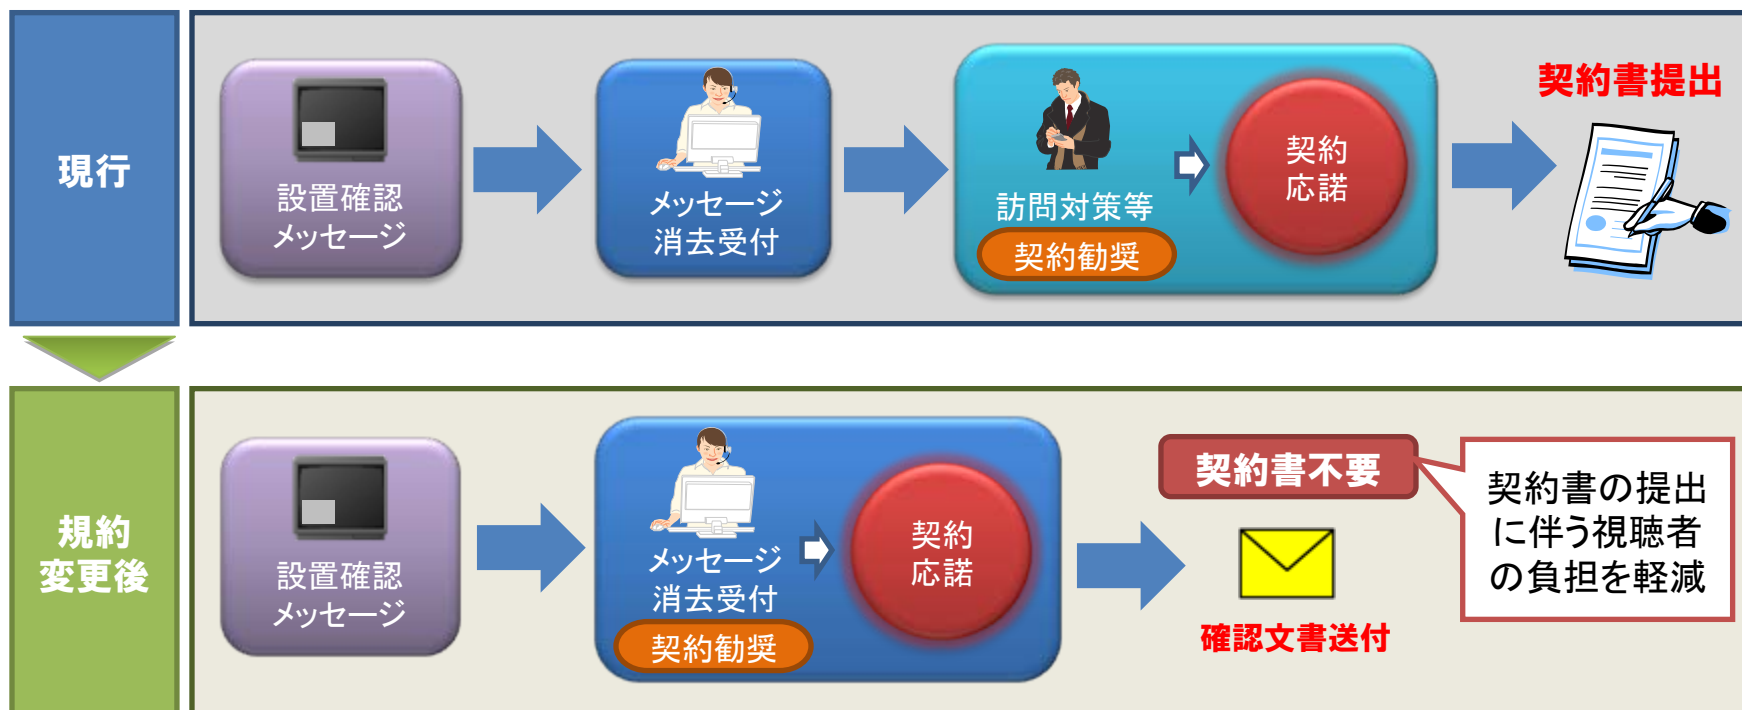 現行
設置確認
メッセージ
メッセージ
消去受付
訪問対策等
契約勧奨
契約
応諾
契約書提出
規約
変更後
設置確認
メッセージ
メッセージ
消去受付
契約勧奨
契約
応諾
契約書不要
確認文書送付
契約書の提出
に伴う視聴者
の負担を軽減